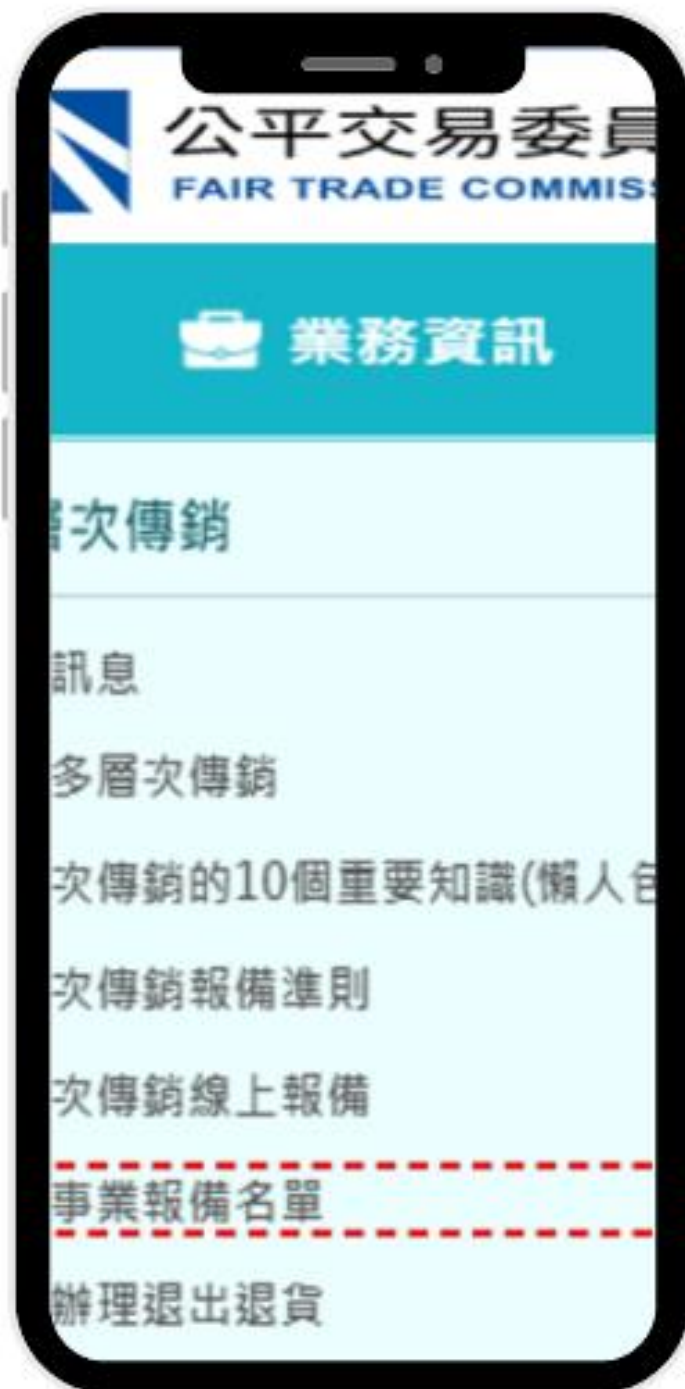 公平交易委員
FAIR TRADE COMMIS
業務資訊
層次傳銷
訊息
多層次傳銷
次傳銷的10個重要知識(懶人包
次傳銷報備準則
次傳銷線上報備
事業報備名單
辦理退出退貨